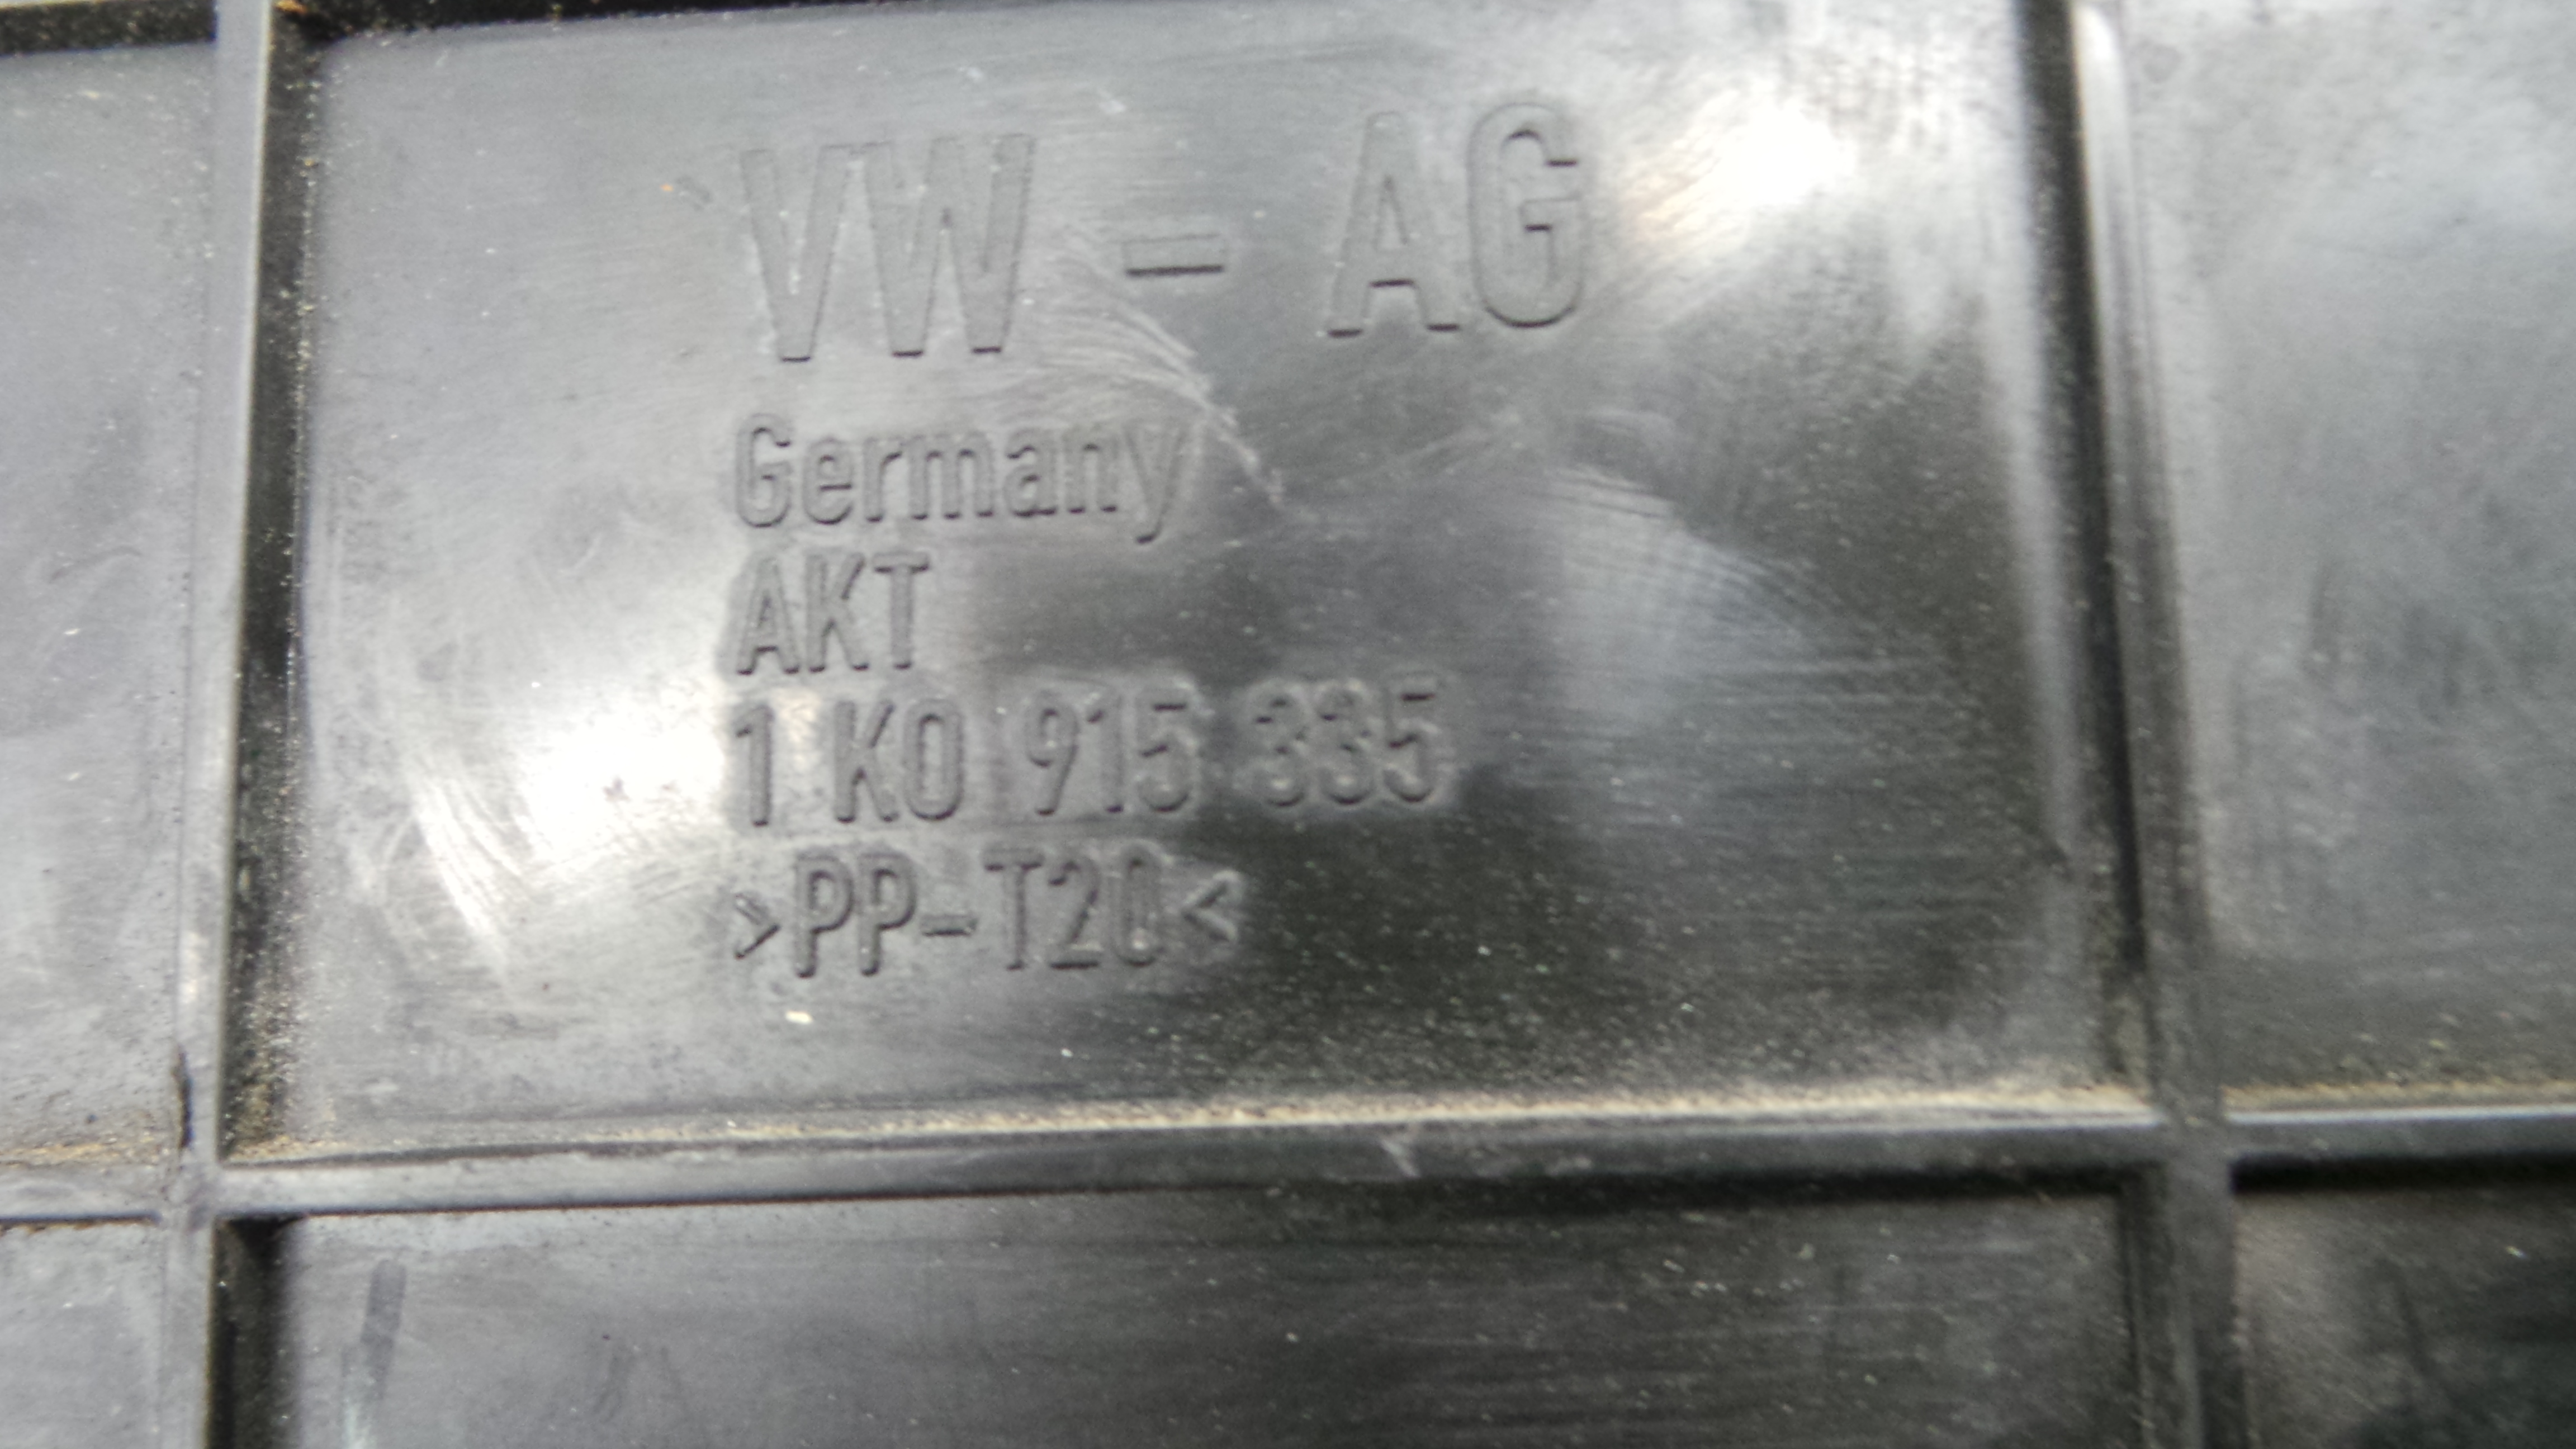 VW - AG
Germany
AKT
1 K0 915 335
>PP-T20<